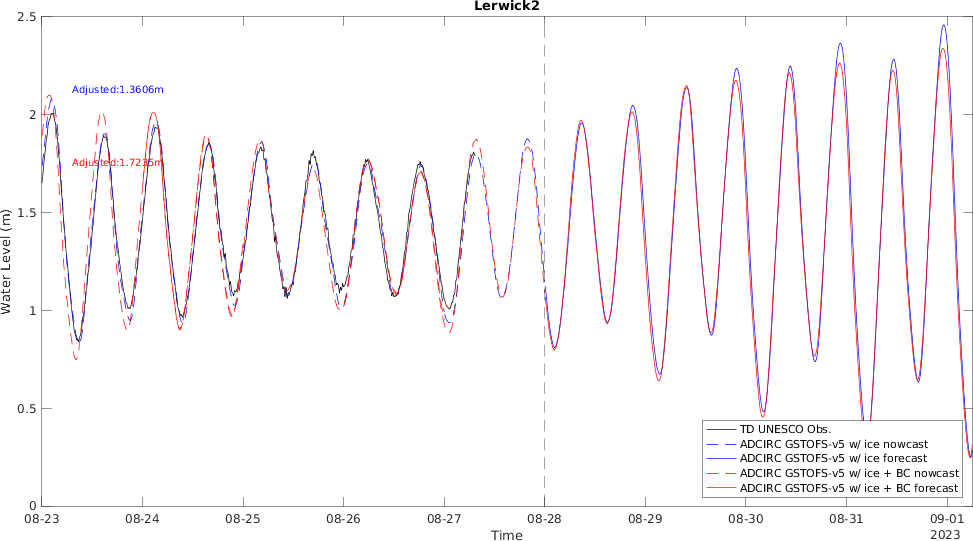 Lerwick2
2.5
2
1.5
1
0.5
0
Water Level (m)
Adjusted:1.3606m
Adjusted:1.7235m
TD UNESCO Obs.
ADCIRC GSTOFS-v5 w/ ice nowcast
ADCIRC GSTOFS-v5 w/ ice forecast
ADCIRC GSTOFS-v5 w/ ice + BC nowcast
ADCIRC GSTOFS-v5 w/ ice + BC forecast
08-23 08-24 08-25 08-26 08-27 08-28 08-29 08-30 08-31 09-01
2023
Time